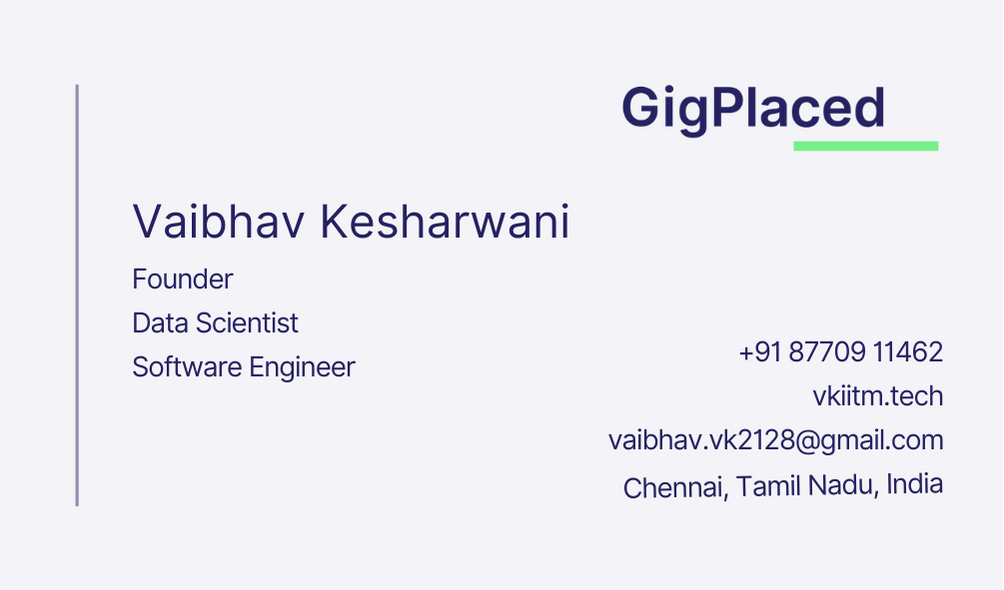 GigPlaced
Vaibhav Kesharwani
Founder
Data Scientist
Software Engineer
+91 87709 11462
vkiitm.tech
vaibhav.vk2128@gmail.com
Chennai, Tamil Nadu, India